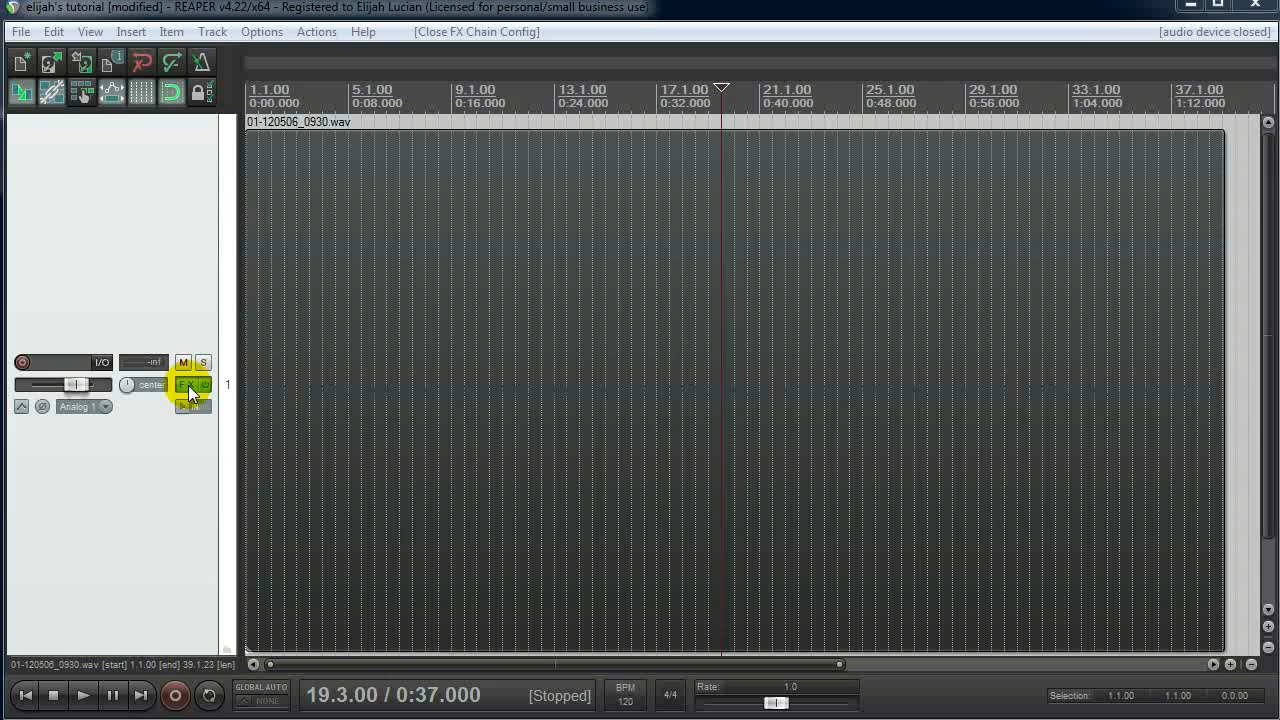 elijah's tutorial [modified] - REAPER v4.22/x64 - Registered to Elijah Lucian (Licensed for personal/small business use)
File Edit View Insert Item Track Options Actions Help [Close FX Chain Config] [audio device closed]
1.1.00 5.1.00 9.1.00 13.1.00 17.1.00 21.1.00 25.1.00 29.1.00 33.1.00 37.1.00
0:00.000 0:08.000 0:16.000 0:24.000 0:32.000 0:40.000 0:48.000 0:56.000 1:04.000 1:12.000
01-120506_0930.wav
I/O -inf M S
center FX 1
Analog 1 IN
01-120506_0930.wav [start] 1.1.00 [end] 39.1.23 [len]
GLOBAL AUTO
NONE
19.3.00 / 0:37.000 [Stopped]
BPM
120
4/4
Rate: 1.0
Selection: 1.1.00 1.1.00 0.0.00